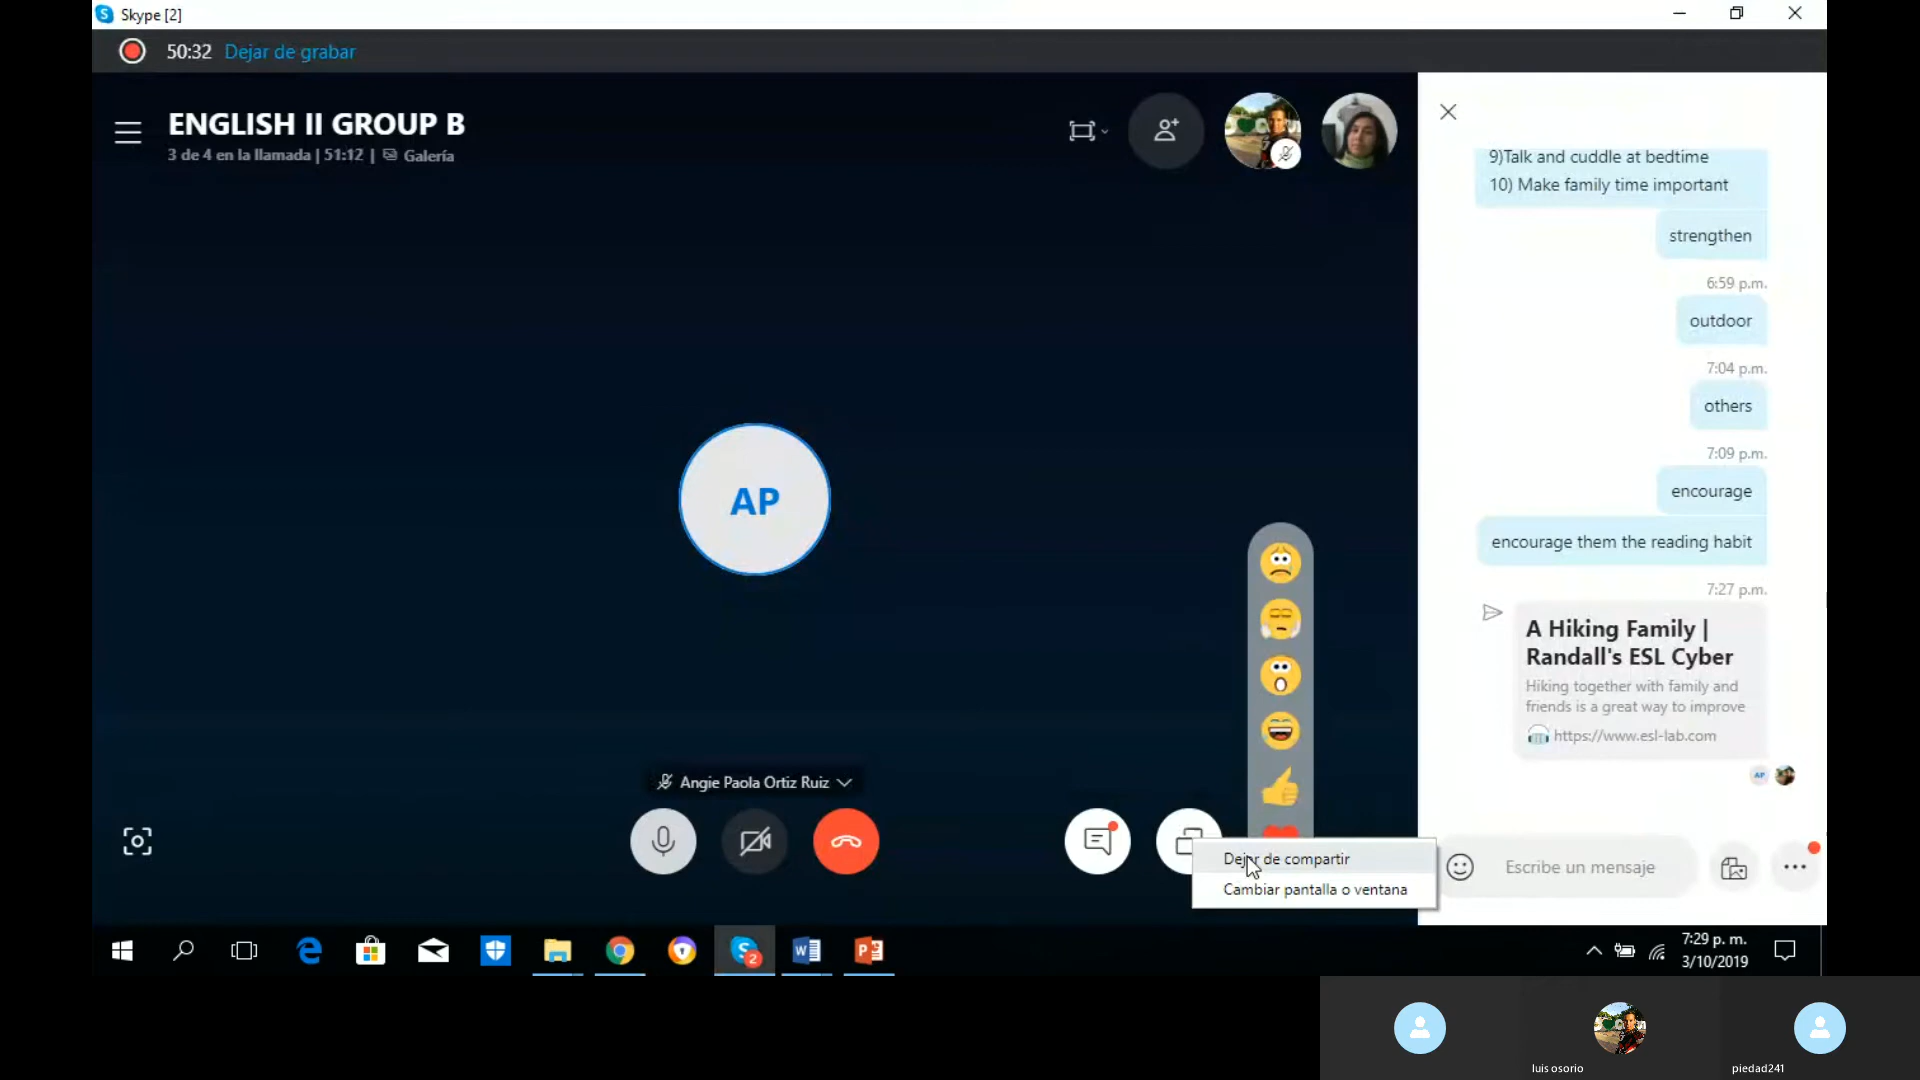 Skype [2]
50:32 Dejar de grabar
ENGLISH II GROUP B
3 de 4 en la llamada | 51:12 | Galería
9)Talk and cuddle at bedtime
10) Make family time important
strengthen
6:59 p.m.
outdoor
7:04 p.m.
others
7:09 p.m.
encourage
encourage them the reading habit
7:27 p.m.
A Hiking Family |
Randall's ESL Cyber
Hiking together with family and
friends is a great way to improve
https://www.esl-lab.com
AP
AP
Angie Paola Ortiz Ruiz
Dejar de compartir
Cambiar pantalla o ventana
Escribe un mensaje
2
7:29 p. m.
3/10/2019
luis osorio
piedad241